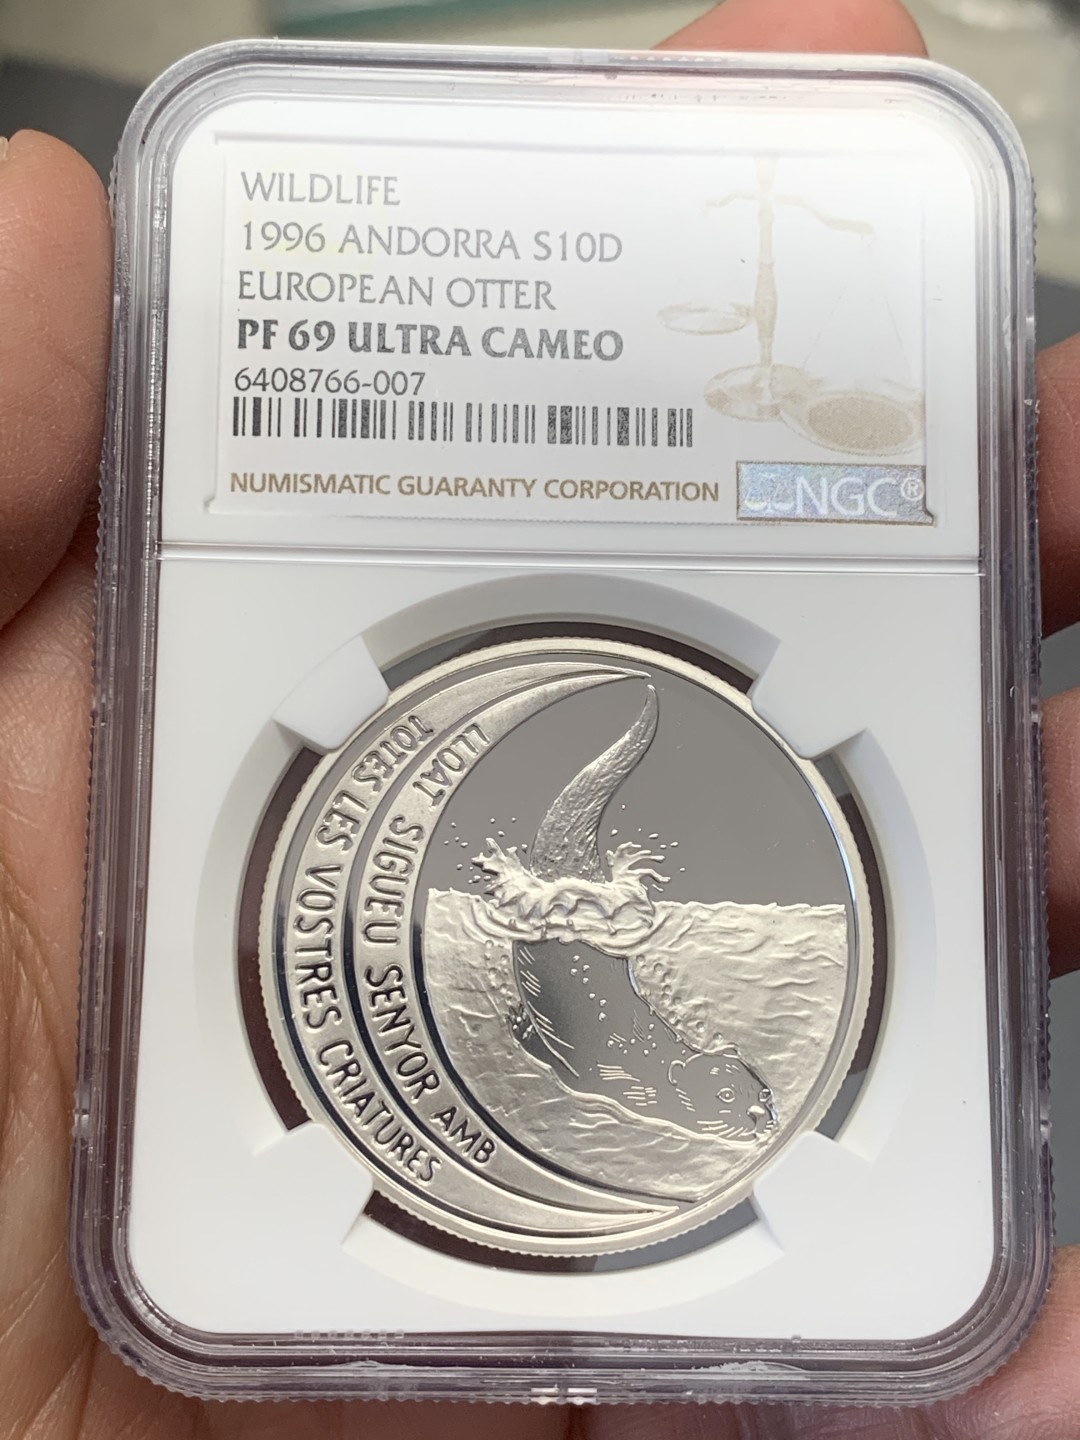 WILDLIFE
1996 ANDORRA S10D
EUROPEAN OTTER
PF 69 ULTRA CAMEO
6408766-007
NUMISMATIC GUARANTY CORPORATION
NGC®
LLOAT SIGUEU SENYOR AMB
TOTES LES VOSTRES CRIATURES